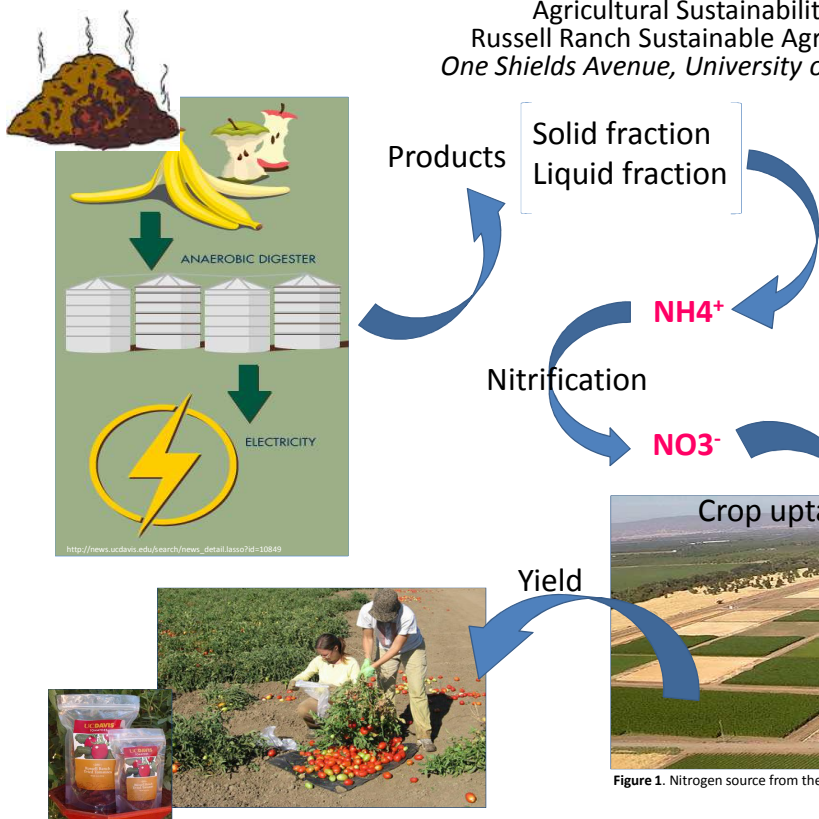 Agricultural Sustainabilit
Russell Ranch Sustainable Agr
One Shields Avenue, University o
Products
Solid fraction
Liquid fraction
ANAEROBIC DIGESTER
NH4+
Nitrification
ELECTRICITY
NO3-
Crop upta
http://news.ucdavis.edu/search/news_detail.lasso?id=10849
Yield
UCDAVIS
UCDAVIS
Figure 1. Nitrogen source from the